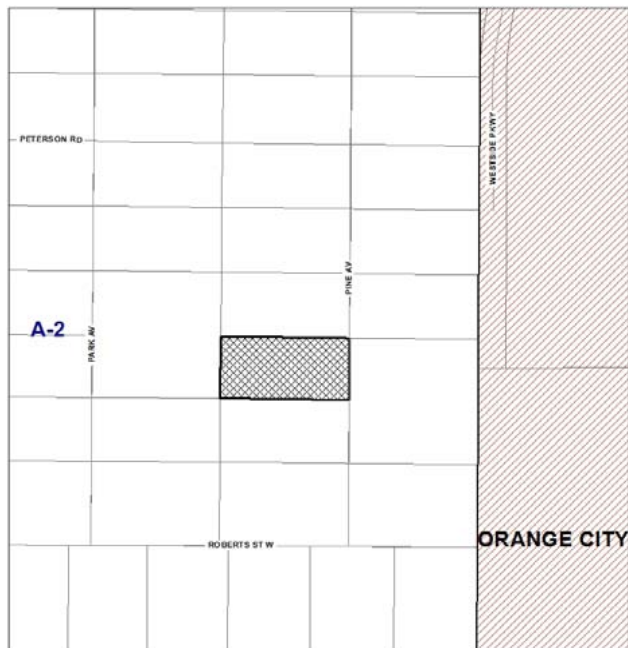 PETERSON RD
WESTSIDE PKWY
PINE AV
A-2
PARK AV
ROBERTS ST W
ORANGE CITY